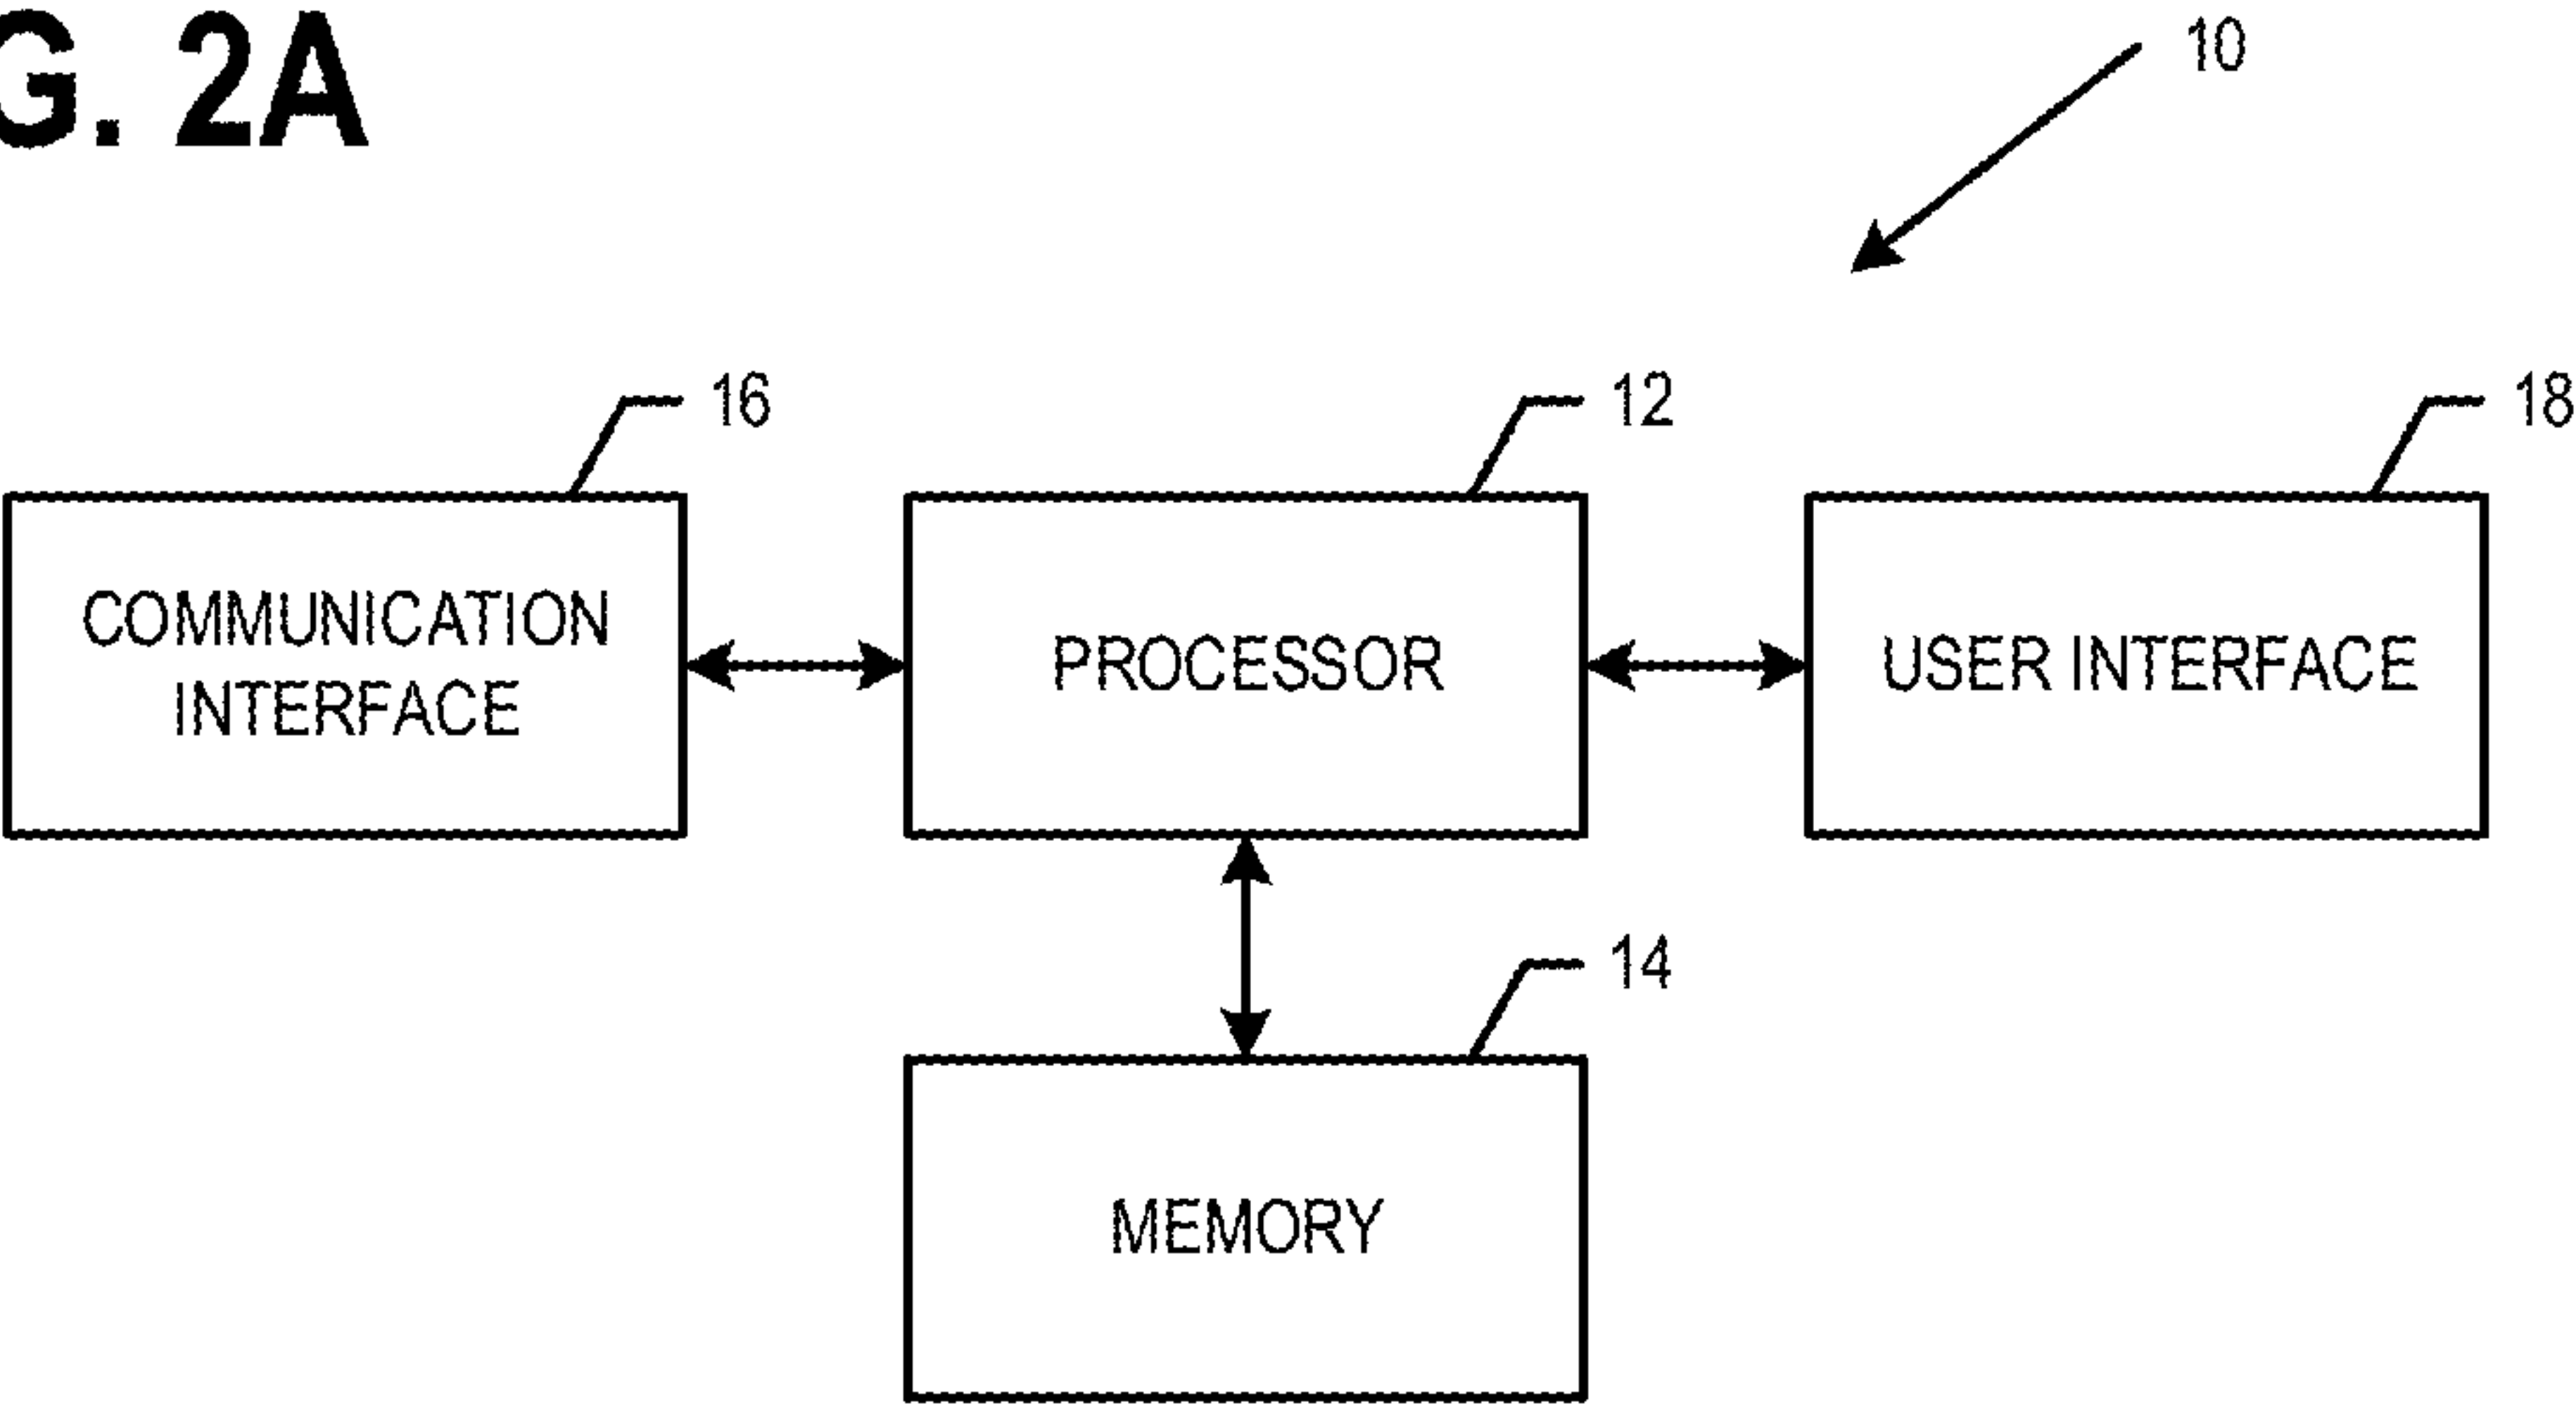 G. 2A
10
16
12
18
COMMUNICATION
INTERFACE
PROCESSOR
USER INTERFACE
14
MEMORY